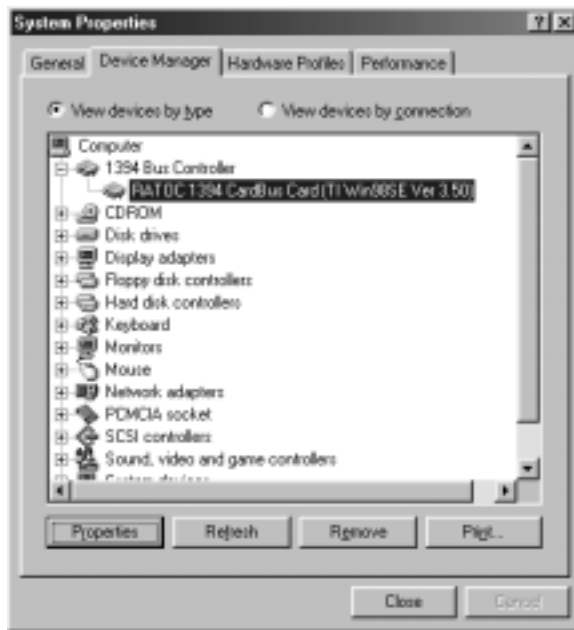 System Properties
? X
General Device Manager Hardware Profiles Performance
View devices by type View devices by connection
Computer
1394 Bus Controller
RATOC 1394 CardBus Card (TI Win98SE Ver 3.50)
CDROM
Disk drives
Display adapters
Floppy disk controllers
Hard disk controllers
Keyboard
Monitors
Mouse
Network adapters
PCMCIA socket
SCSI controllers
Sound, video and game controllers
System devices
Properties Refresh Remove Print...
Close Cancel